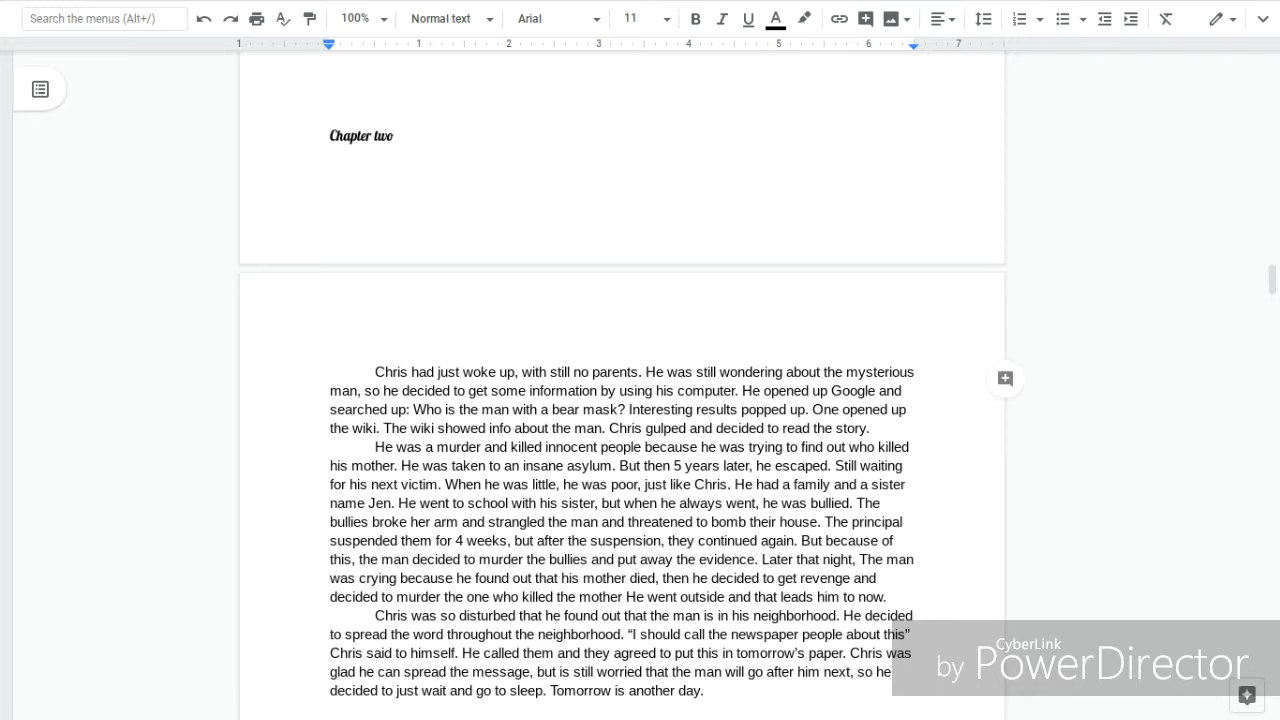 Search the menus (Alt+/)
100%
Normal text
Arial
11
1 1 2 3 4 5 6 7
Chapter two
Chris had just woke up, with still no parents. He was still wondering about the mysterious
man, so he decided to get some information by using his computer. He opened up Google and
searched up: Who is the man with a bear mask? Interesting results popped up. One opened up
the wiki. The wiki showed info about the man. Chris gulped and decided to read the story.
He was a murder and killed innocent people because he was trying to find out who killed
his mother. He was taken to an insane asylum. But then 5 years later, he escaped. Still waiting
for his next victim. When he was little, he was poor, just like Chris. He had a family and a sister
name Jen. He went to school with his sister, but when he always went, he was bullied. The
bullies broke her arm and strangled the man and threatened to bomb their house. The principal
suspended them for 4 weeks, but after the suspension, they continued again. But because of
this, the man decided to murder the bullies and put away the evidence. Later that night, The man
was crying because he found out that his mother died, then he decided to get revenge and
decided to murder the one who killed the mother He went outside and that leads him to now.
Chris was so disturbed that he found out that the man is in his neighborhood. He decided
to spread the word throughout the neighborhood. “I should call the newspaper people about this”
Chris said to himself. He called them and they agreed to put this in tomorrow’s paper. Chris was
glad he can spread the message, but is still worried that the man will go after him next, so he
decided to just wait and go to sleep. Tomorrow is another day.
CyberLink
by PowerDirector